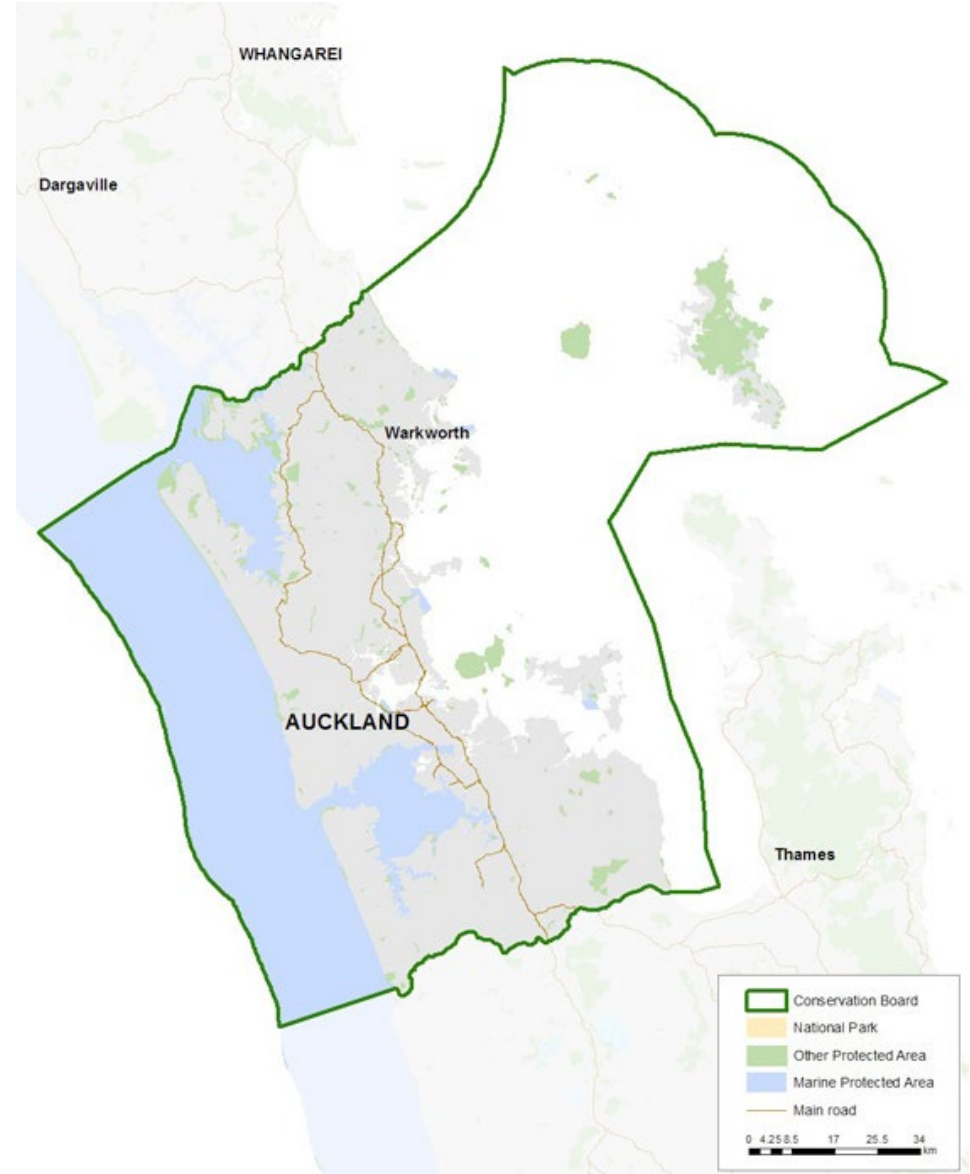 WHANGAREI
Dargaville
Warkworth
AUCKLAND
Thames
Conservation Board
National Park
Other Protected Area
Marine Protected Area
Main road
0 4.25 8.5 17 25.5 34
km